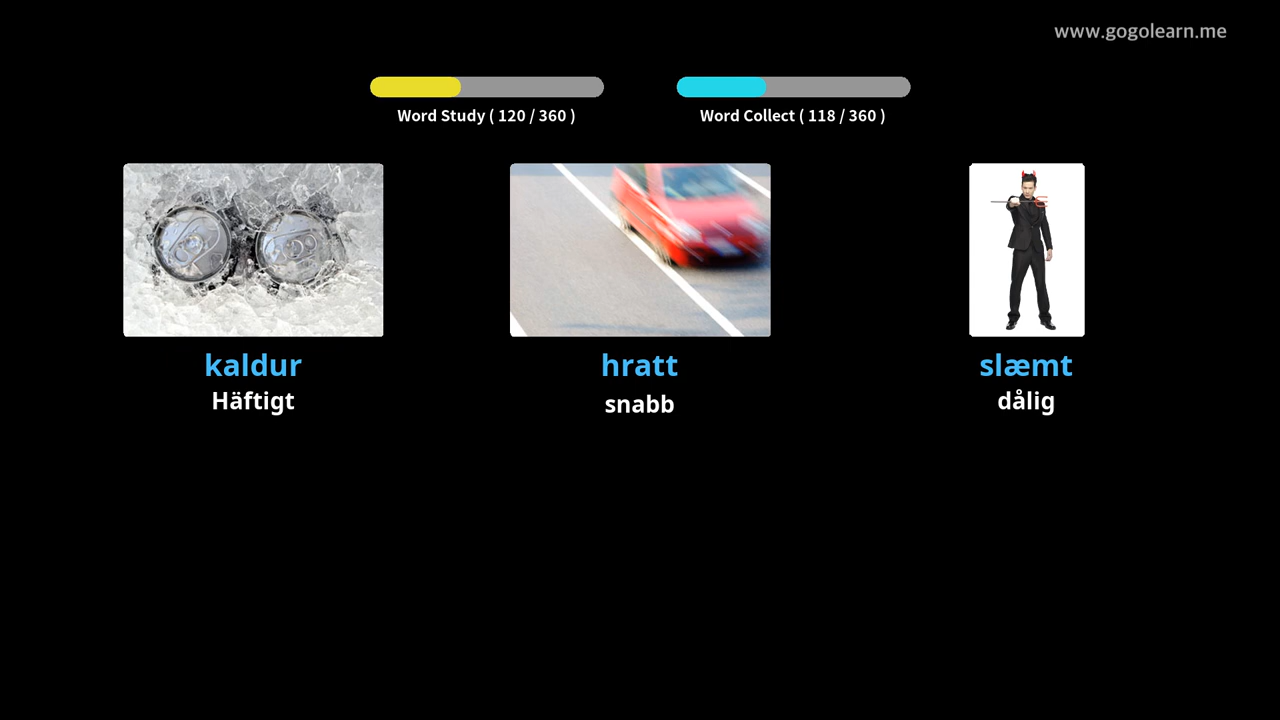 www.gogolearn.me
Word Study ( 120 / 360 )
Word Collect ( 118 / 360 )
kaldur
Häftigt
hratt
snabb
slæmt
dålig